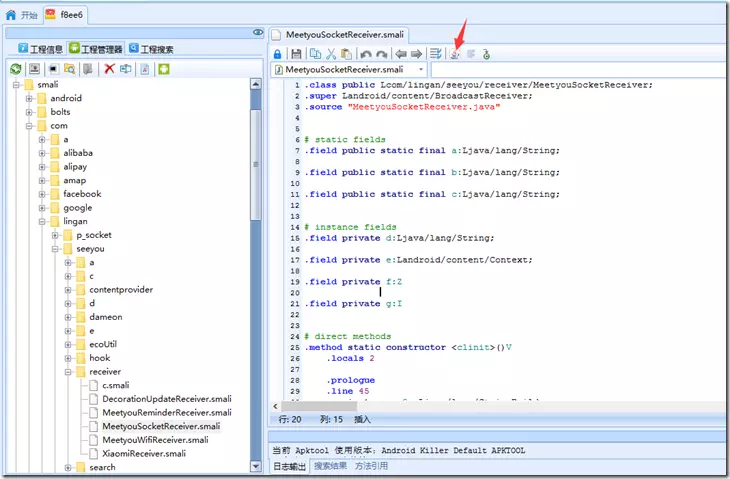 开始
f8ee6
工程信息
工程管理器
工程搜索
smali
android
bolts
com
a
alibaba
alipay
amap
facebook
google
lingan
p_socket
seeyou
a
c
contentprovider
d
dameon
e
ecoUtil
hook
receiver
c.smali
DecorationUpdateReceiver.smali
MeetyouReminderReceiver.smali
MeetyouSocketReceiver.smali
MeetyouWifiReceiver.smali
XiaomiReceiver.smali
search
MeetyouSocketReceiver.smali
MeetyouSocketReceiver.smali
1 .class public Lcom/lingan/seeyou/receiver/MeetyouSocketReceiver;
2 .super Landroid/content/BroadcastReceiver;
3 .source "MeetyouSocketReceiver.java"
4
5
6 # static fields
7 .field public static final a:Ljava/lang/String;
8
9 .field public static final b:Ljava/lang/String;
10
11 .field public static final c:Ljava/lang/String;
12
13
14 # instance fields
15 .field private d:Ljava/lang/String;
16
17 .field private e:Landroid/content/Context;
18
19 .field private f:Z
20
21 .field private g:I
22
23
24 # direct methods
25 .method static constructor <clinit>()V
26 .locals 2
27
28 .prologue
29 .line 45
行: 20 列: 15 插入
当前 Apktool 使用版本: Android Killer Default APKTOOL
日志输出 搜索结果 方法引用